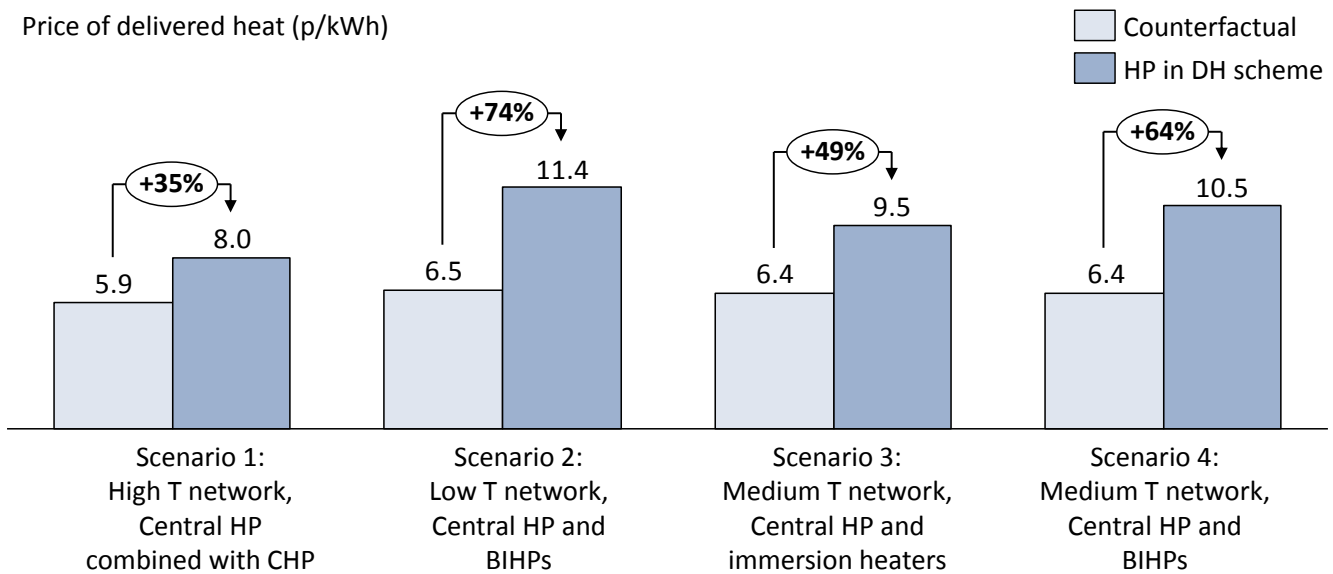 Price of delivered heat (p/kWh)
Counterfactual
HP in DH scheme
+35%
5.9
8.0
+74%
6.5
11.4
+49%
6.4
9.5
+64%
6.4
10.5
Scenario 1:
High T network,
Central HP
combined with CHP
Scenario 2:
Low T network,
Central HP and
BIHPs
Scenario 3:
Medium T network,
Central HP and
immersion heaters
Scenario 4:
Medium T network,
Central HP and
BIHPs